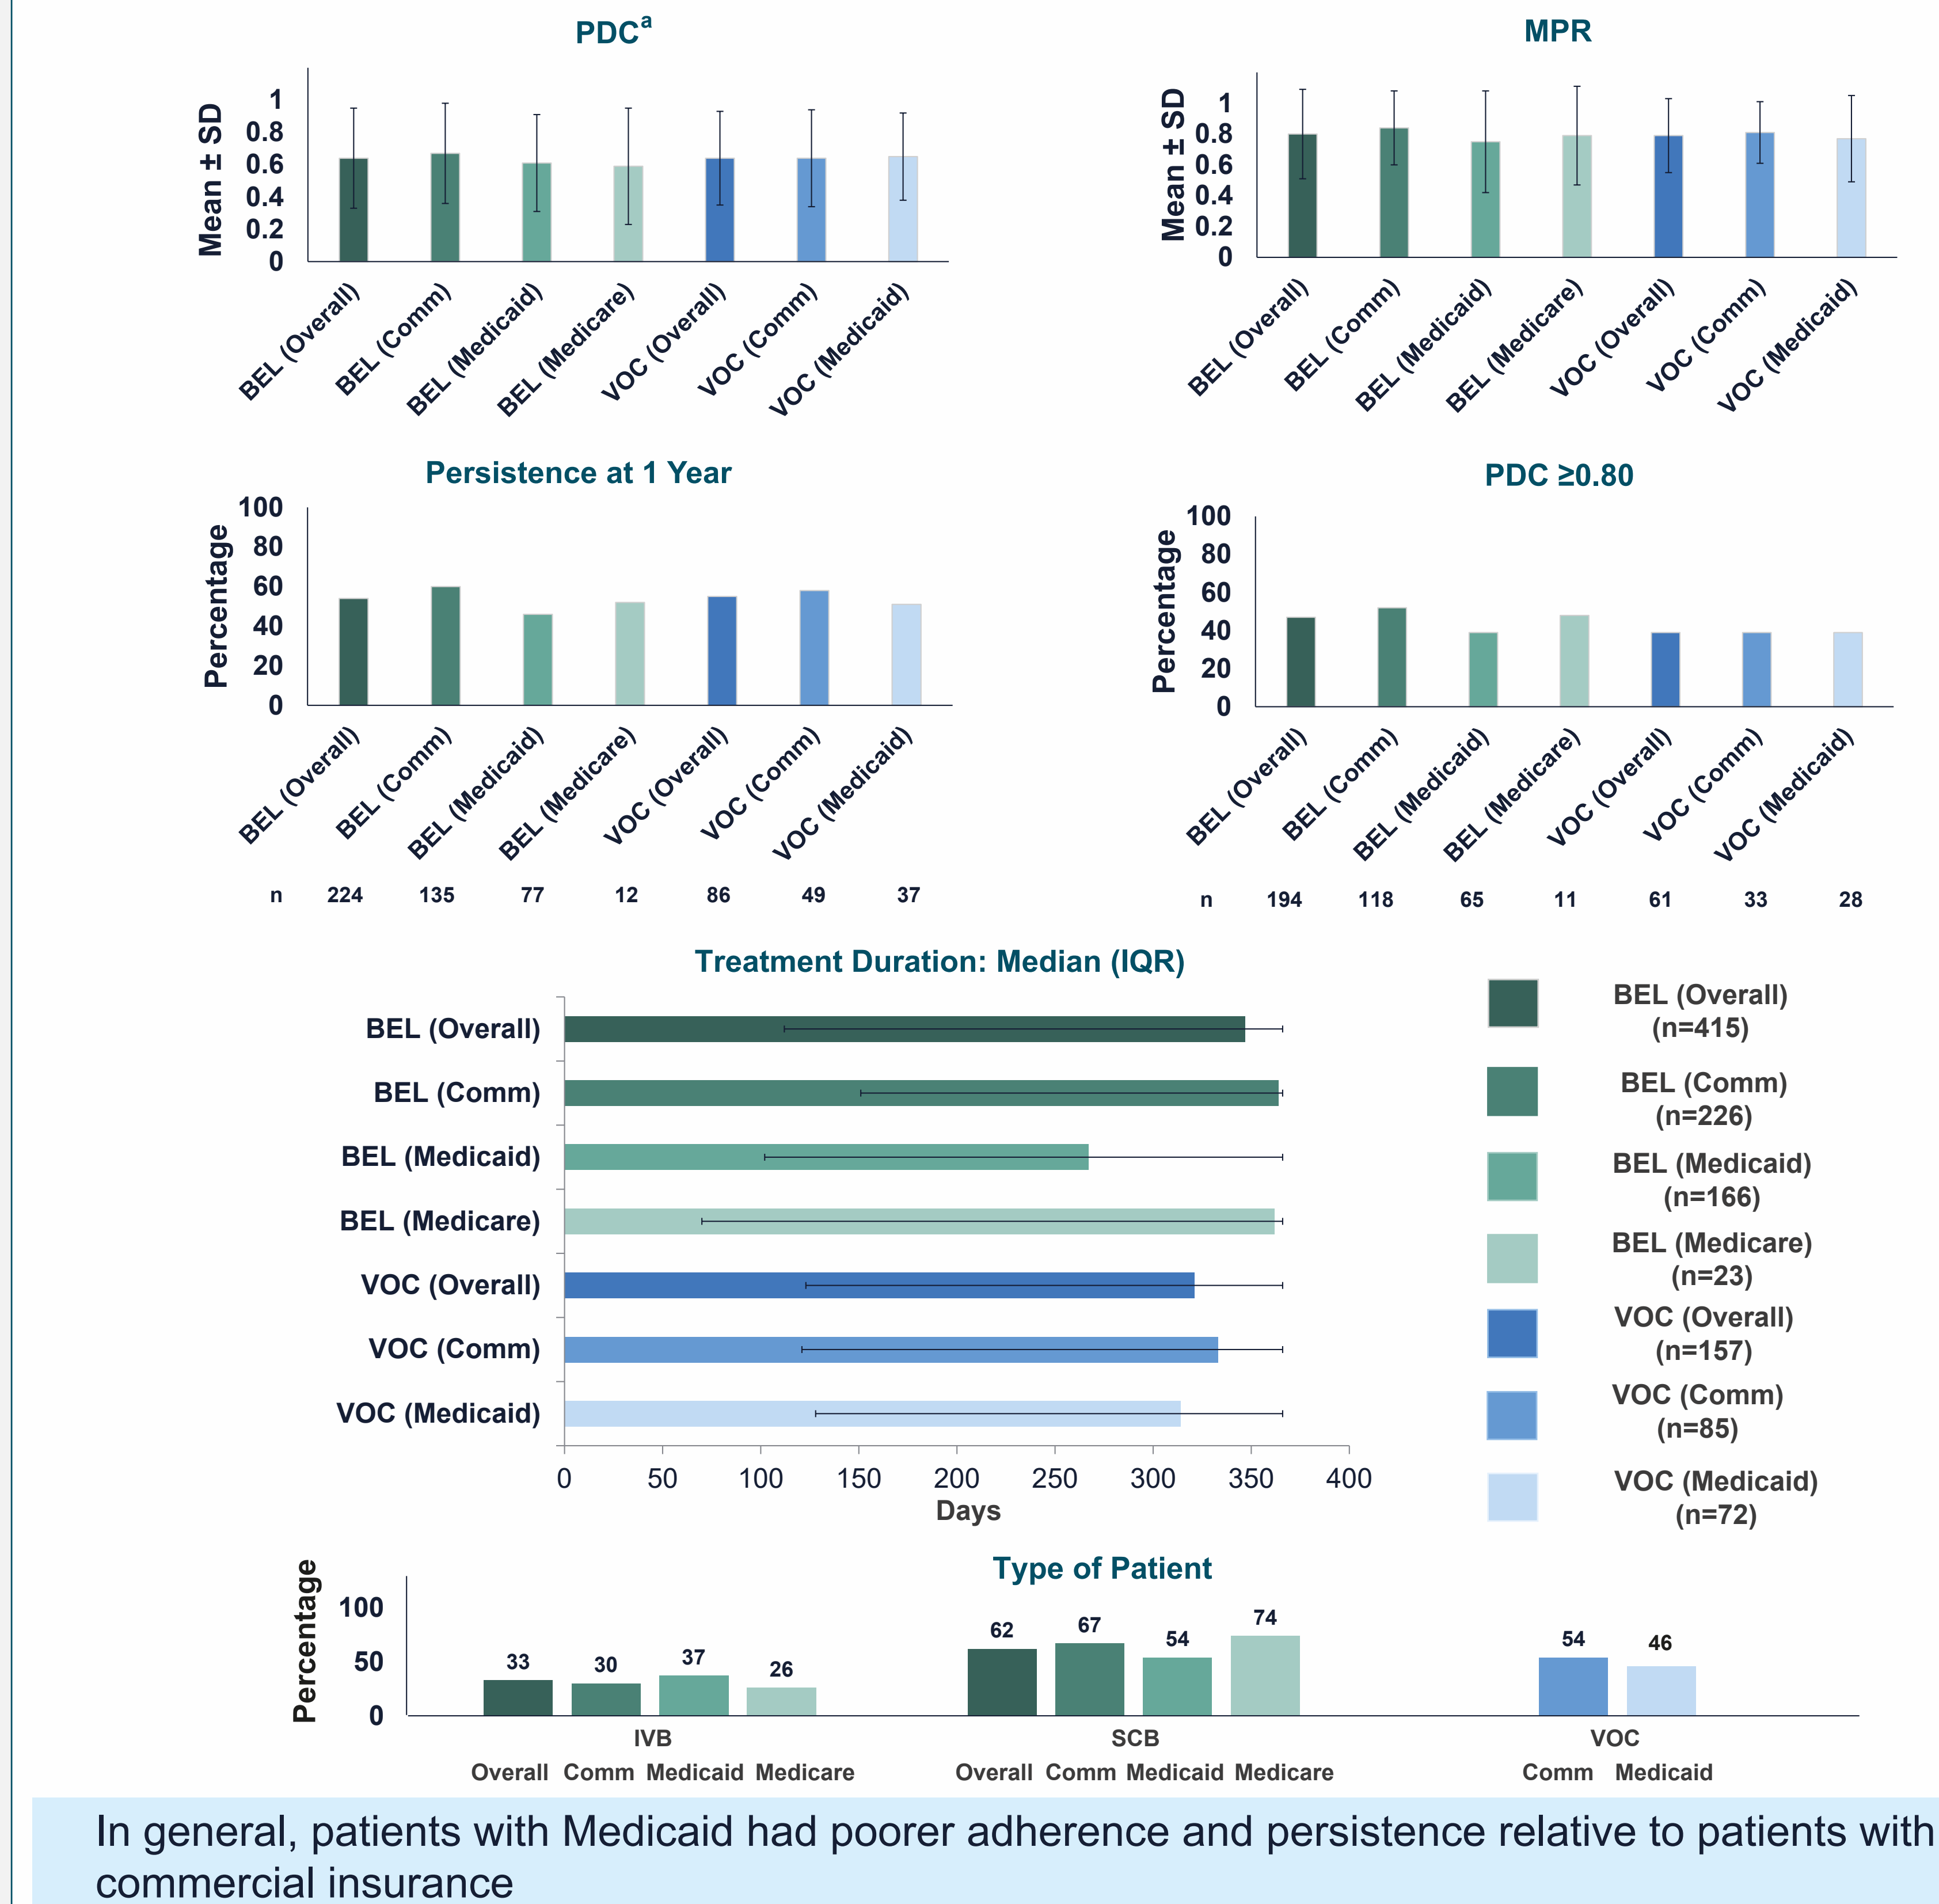 PDCa
Mean ± SD
1
0.8
0.6
0.4
0.2
0
BEL (Overall)
BEL (Comm)
BEL (Medicaid)
BEL (Medicare)
VOC (Overall)
VOC (Comm)
VOC (Medicaid)
MPR
Mean ± SD
1
0.8
0.6
0.4
0.2
0
BEL (Overall)
BEL (Comm)
BEL (Medicaid)
BEL (Medicare)
VOC (Overall)
VOC (Comm)
VOC (Medicaid)
Persistence at 1 Year
Percentage
100
80
60
40
20
0
BEL (Overall)
BEL (Comm)
BEL (Medicaid)
BEL (Medicare)
VOC (Overall)
VOC (Comm)
VOC (Medicaid)
n 224 135 77 12 86 49 37
PDC ≥0.80
Percentage
100
80
60
40
20
0
BEL (Overall)
BEL (Comm)
BEL (Medicaid)
BEL (Medicare)
VOC (Overall)
VOC (Comm)
VOC (Medicaid)
n 194 118 65 11 61 33 28
Treatment Duration: Median (IQR)
BEL (Overall)
BEL (Comm)
BEL (Medicaid)
BEL (Medicare)
VOC (Overall)
VOC (Comm)
VOC (Medicaid)
0 50 100 150 200 250 300 350 400
Days
BEL (Overall)
(n=415)
BEL (Comm)
(n=226)
BEL (Medicaid)
(n=166)
BEL (Medicare)
(n=23)
VOC (Overall)
(n=157)
VOC (Comm)
(n=85)
VOC (Medicaid)
(n=72)
Type of Patient
Percentage
100
50
0
33 30 37 26 62 67 54 74 54 46
IVB SCB VOC
Overall Comm Medicaid Medicare Overall Comm Medicaid Medicare Comm Medicaid
In general, patients with Medicaid had poorer adherence and persistence relative to patients with
commercial insurance